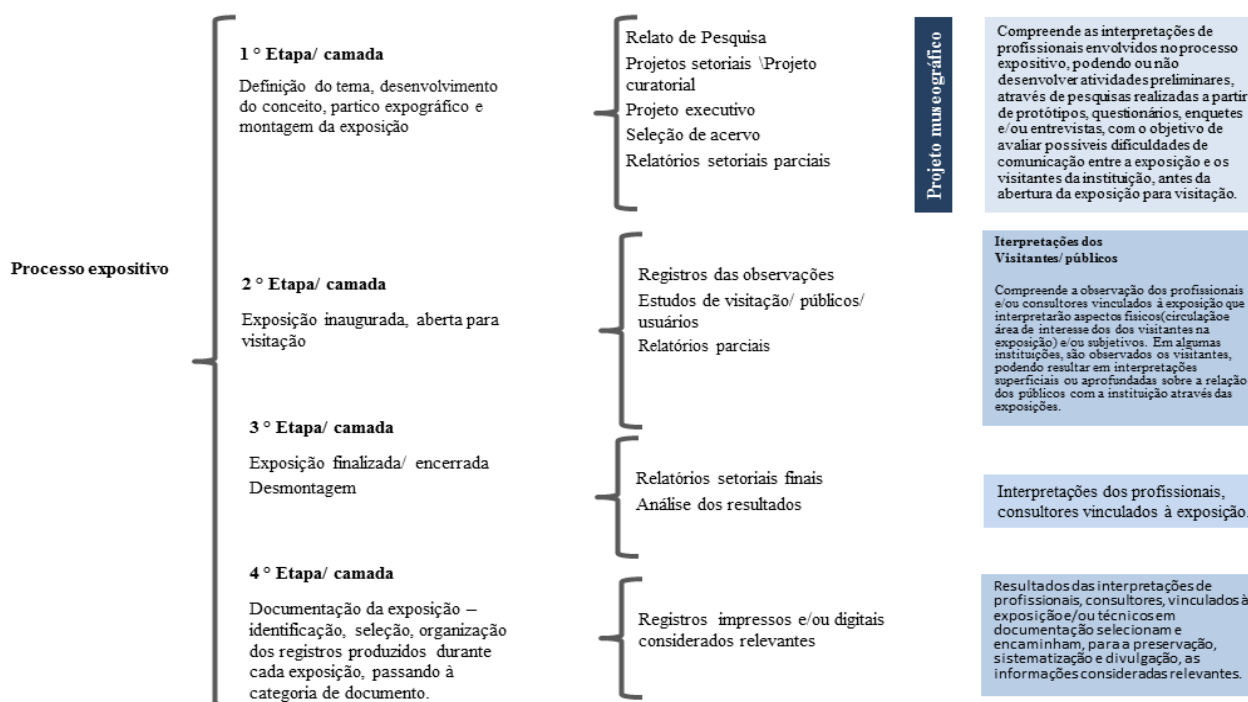 Processo expositivo
1 ° Etapa/ camada
Definição do tema, desenvolvimento
do conceito, partico expográfico e
montagem da exposição
Relato de Pesquisa
Projetos setoriais \Projeto
curatorial
Projeto executivo
Seleção de acervo
Relatórios setoriais parciais
Projeto museográfico
Compreende as interpretações de
profissionais envolvidos no processo
expositivo, podendo ou não
desenvolver atividades preliminares,
através de pesquisas realizadas a partir
de protótipos, questionários, enquetes
e/ou entrevistas, com o objetivo de
avaliar possiveis dificuldades de
comunicação entre a exposição e os
visitantes da instituição, antes da
abertura da exposição para visitação.
2 ° Etapa/ camada
Exposição inaugurada, aberta para
visitação
Registros das observações
Estudos de visitação/ públicos/
usuários
Relatórios parciais
Iterpretações dos
Visitantes/ públicos
Compreende a observação dos profissionais
e/ou consultores vinculados à exposição que
interpretarão aspectos fisicos(circulaçãoe
área de interesse dos dos visitantes na
exposição) e/ou subjetivos. Em algumas
instituições, são observados os visitantes,
podendo resultar em interpretações
superficiais ou aprofundadas sobre a relação
dos públicos com a instituição através das
exposições.
3 ° Etapa/ camada
Exposição finalizada/ encerrada
Desmontagem
Relatórios setoriais finais
Análise dos resultados
Interpretações dos profissionais,
consultores vinculados à exposição.
4 ° Etapa/ camada
Documentação da exposição –
identificação, seleção, organização
dos registros produzidos durante
cada exposição, passando à
categoria de documento.
Registros impressos e/ou digitais
considerados relevantes
Resultados das interpretações de
profissionais, consultores, vinculados à
exposição e/ou técnicos em
documentação selecionam e
encaminham, para a preservação,
sistematização e divulgação, as
informações consideradas relevantes.